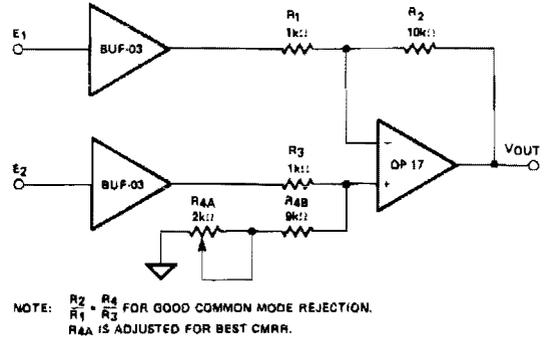 E1
BUF-03
R1
1kΩ
R2
10kΩ
E2
BUF-03
R3
1kΩ
R4A
2kΩ
R4B
9kΩ
−
+
OP 17
VOUT
NOTE: R2/R1 = R4/R3 FOR GOOD COMMON MODE REJECTION.
R4A IS ADJUSTED FOR BEST CMRR.